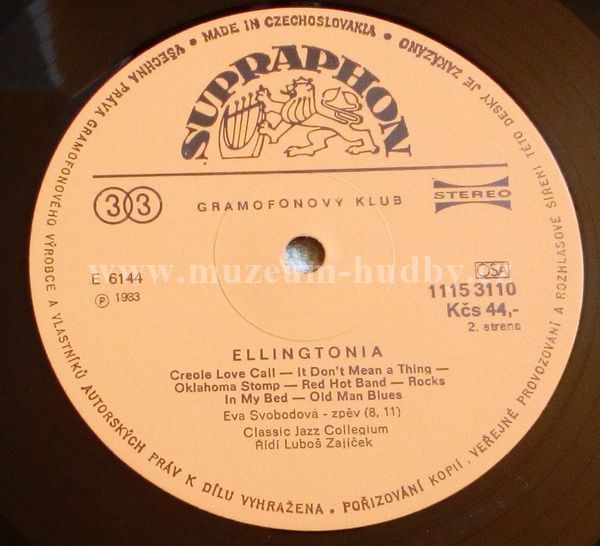 VŠECHNA PRÁVA GRAMOFONOVÉHO VÝROBCE A VLASTNÍKŮ AUTORSKÝCH PRÁV K DÍLU VYHRAŽENA. • POŘIZOVÁNÍ KOPIÍ, VEŘEJNÉ PROVOZOVÁNÍ A ROZHLASOVÉ ŠÍŘENÍ TÉTO DESKY JE ZAKÁZÁNO • MADE IN CZECHOSLOVAKIA •
SUPRAPHON
33
GRAMOFONOVÝ KLUB
STEREO
www.muzeum-hudby.
E 6144
Ⓟ 1983
OSA
1115 3110
Kčs 44,-
2. strana
ELLINGTONIA
Creole Love Call — It Don't Mean a Thing —
Oklahoma Stomp — Red Hot Band — Rocks
In My Bed — Old Man Blues
Eva Svobodová - zpěv (8, 11)
Classic Jazz Collegium
Řídí Luboš Zajíček